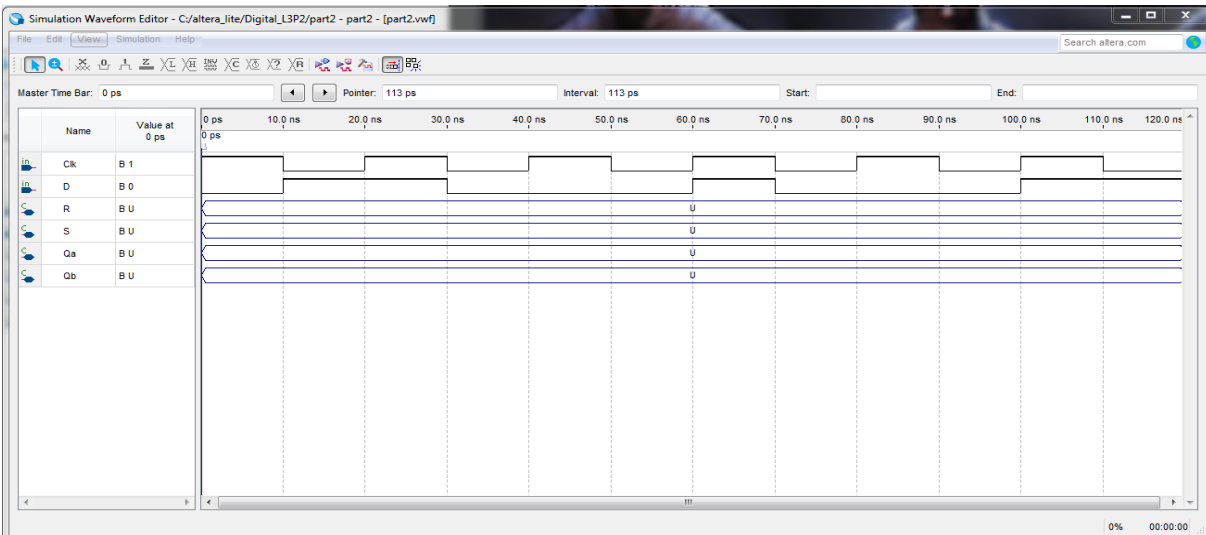 Simulation Waveform Editor - C:/altera_lite/Digital_L3P2/part2 - part2 - [part2.vwf]
File Edit View Simulation Help
Search altera.com
Master Time Bar: 0 ps Pointer: 113 ps Interval: 113 ps Start: End:
Name Value at 0 ps
0 ps 10.0 ns 20.0 ns 30.0 ns 40.0 ns 50.0 ns 60.0 ns 70.0 ns 80.0 ns 90.0 ns 100.0 ns 110.0 ns 120.0 ns
0 ps
in Clk B 1
in D B 0
C R B U U
C S B U U
C Qa B U U
C Qb B U U
0% 00:00:00